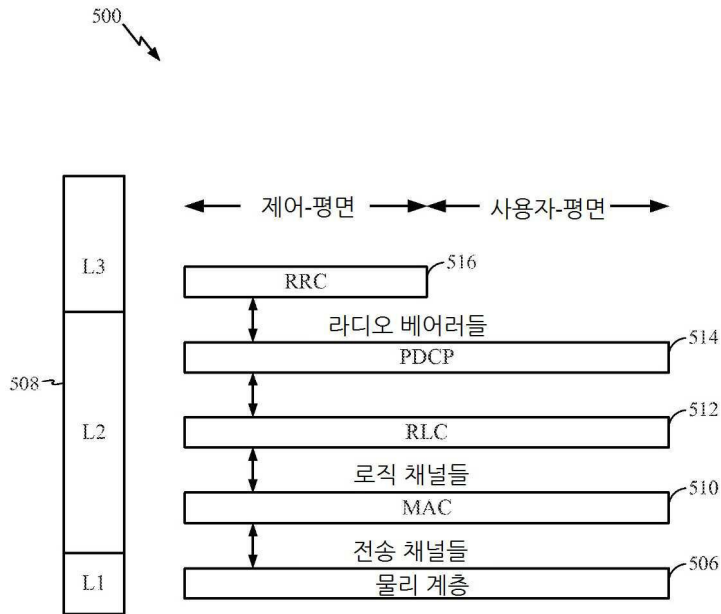 500
제어-평면 사용자-평면
L3
RRC
516
라디오 베어러들
514
PDCP
508
L2
512
RLC
로직 채널들
510
MAC
전송 채널들
506
L1
물리 계층